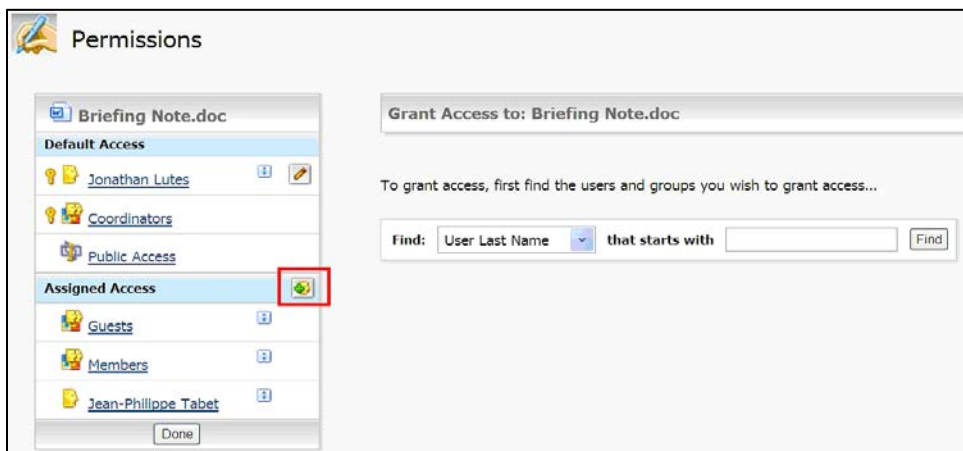 Permissions
Briefing Note.doc
Default Access
Jonathan Lutes
Coordinators
Public Access
Assigned Access
Guests
Members
Jean-Philippe Tabet
Done
Grant Access to: Briefing Note.doc
To grant access, first find the users and groups you wish to grant access...
Find: User Last Name that starts with Find